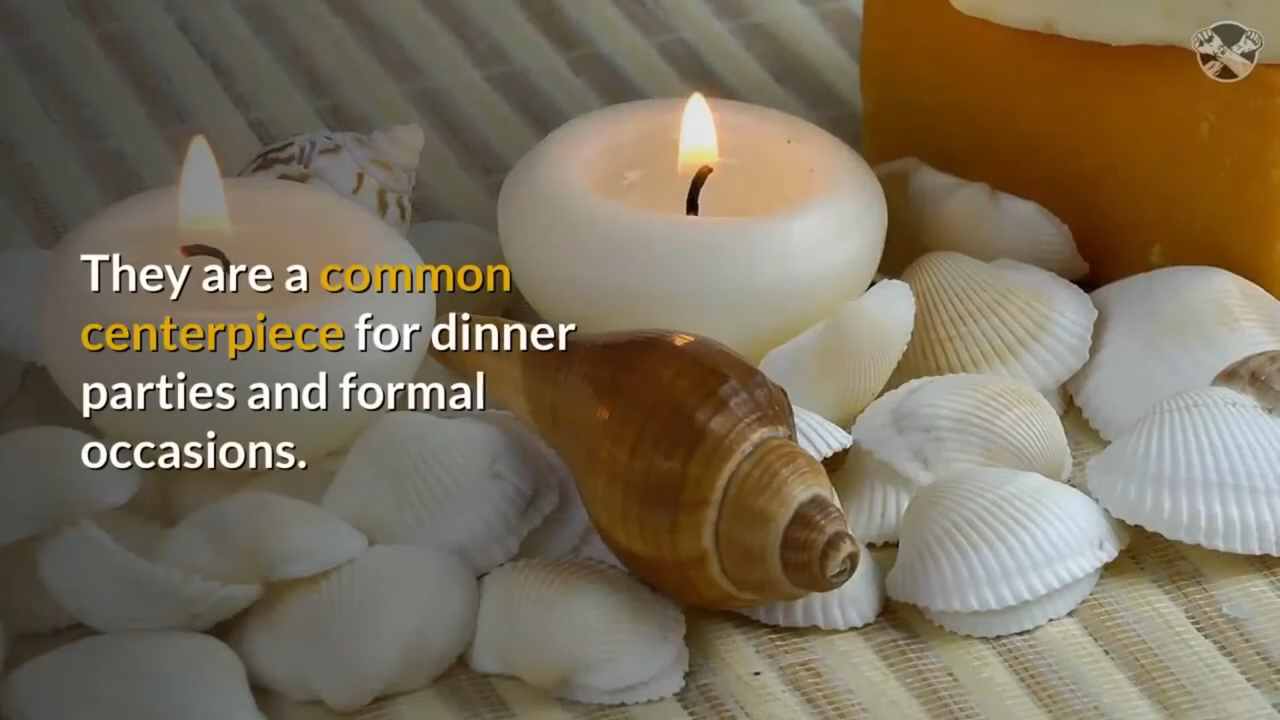 They are a common
centerpiece for dinner
parties and formal
occasions.